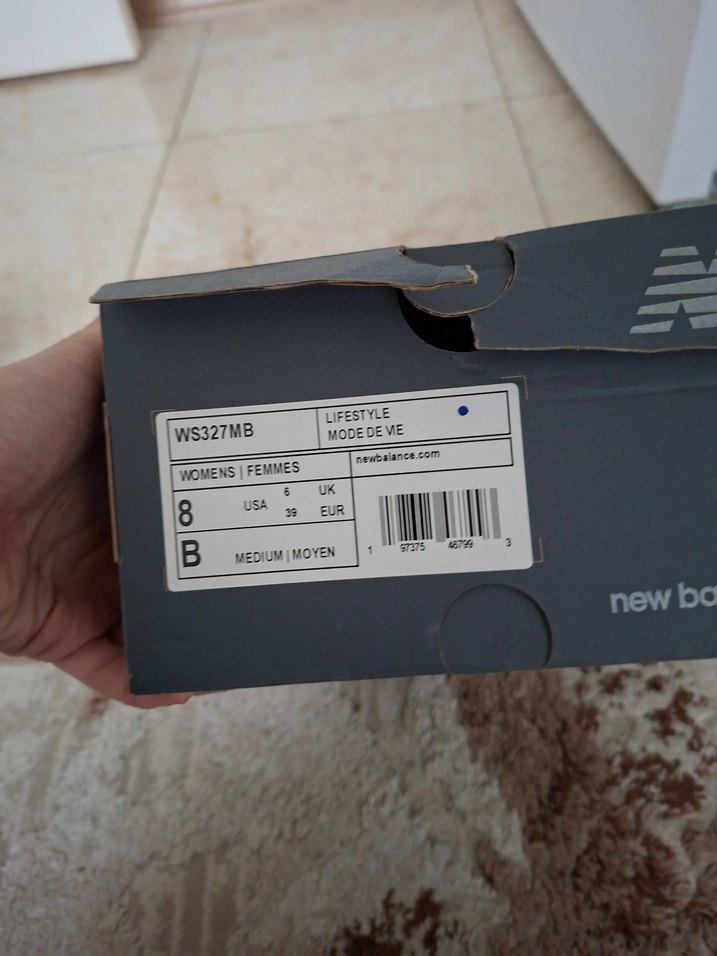 WS327MB
LIFESTYLE
MODE DE VIE
WOMENS | FEMMES
newbalance.com
8 USA 6 UK
39 EUR
B MEDIUM | MOYEN
1 97375 46799 3
new ba